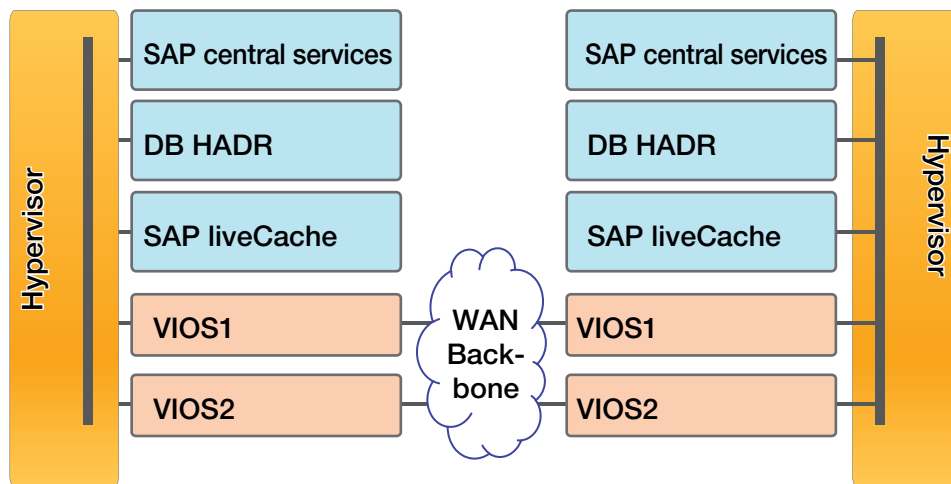 Hypervisor
SAP central services
DB HADR
SAP liveCache
VIOS1
VIOS2
WAN
Back-
bone
SAP central services
DB HADR
SAP liveCache
VIOS1
VIOS2
Hypervisor